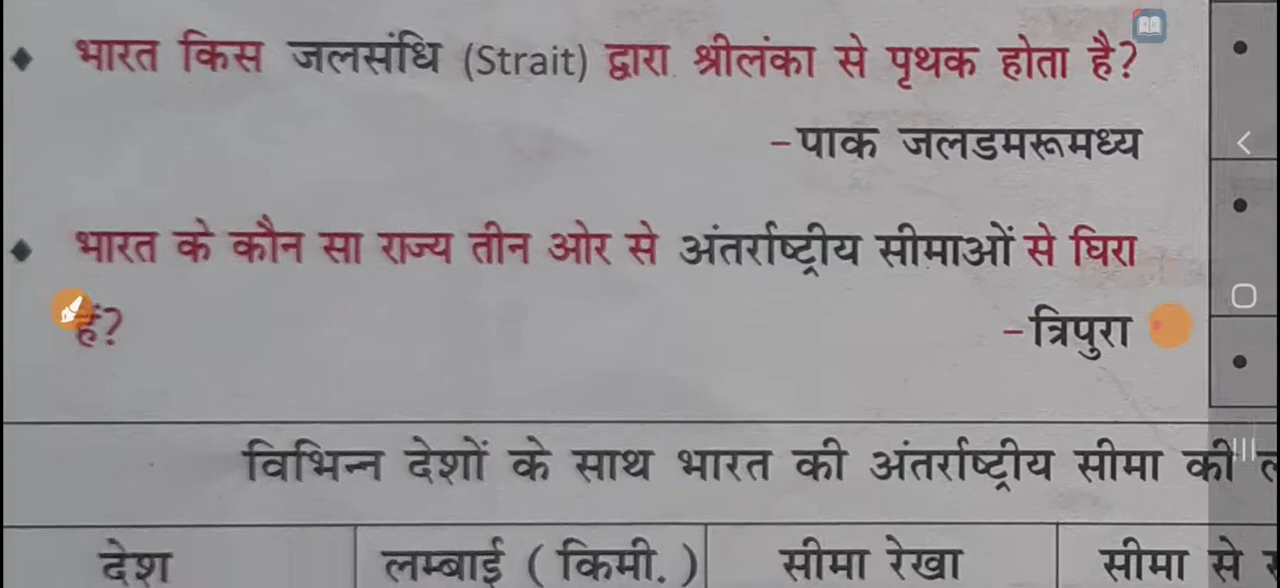 ♦ भारत किस जलसंधि (Strait) द्वारा श्रीलंका से पृथक होता है?
-पाक जलडमरूमध्य
♦ भारत के कौन सा राज्य तीन ओर से अंतर्राष्ट्रीय सीमाओं से घिरा
हैं? -त्रिपुरा
विभिन्न देशों के साथ भारत की अंतर्राष्ट्रीय सीमा की
देश लम्बाई (किमी.) सीमा रेखा सीमा से